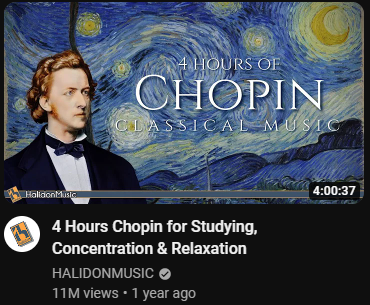 4 HOURS OF
CHOPIN
CLASSICAL MUSIC
HalidonMusic
4:00:37
4 Hours Chopin for Studying,
Concentration & Relaxation
HALIDONMUSIC
11M views • 1 year ago